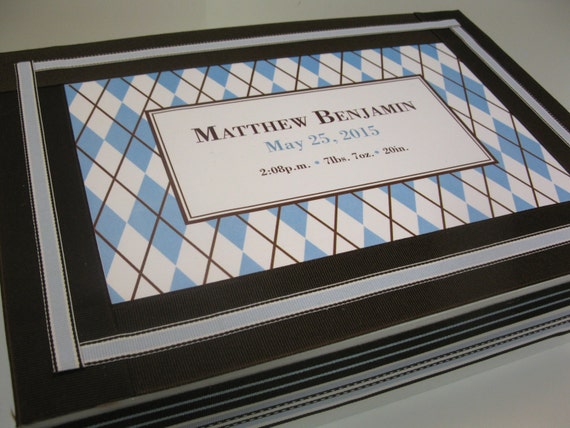 Matthew Benjamin
May 25, 2015
2:08p.m. • 7lbs. 7oz. • 20in.